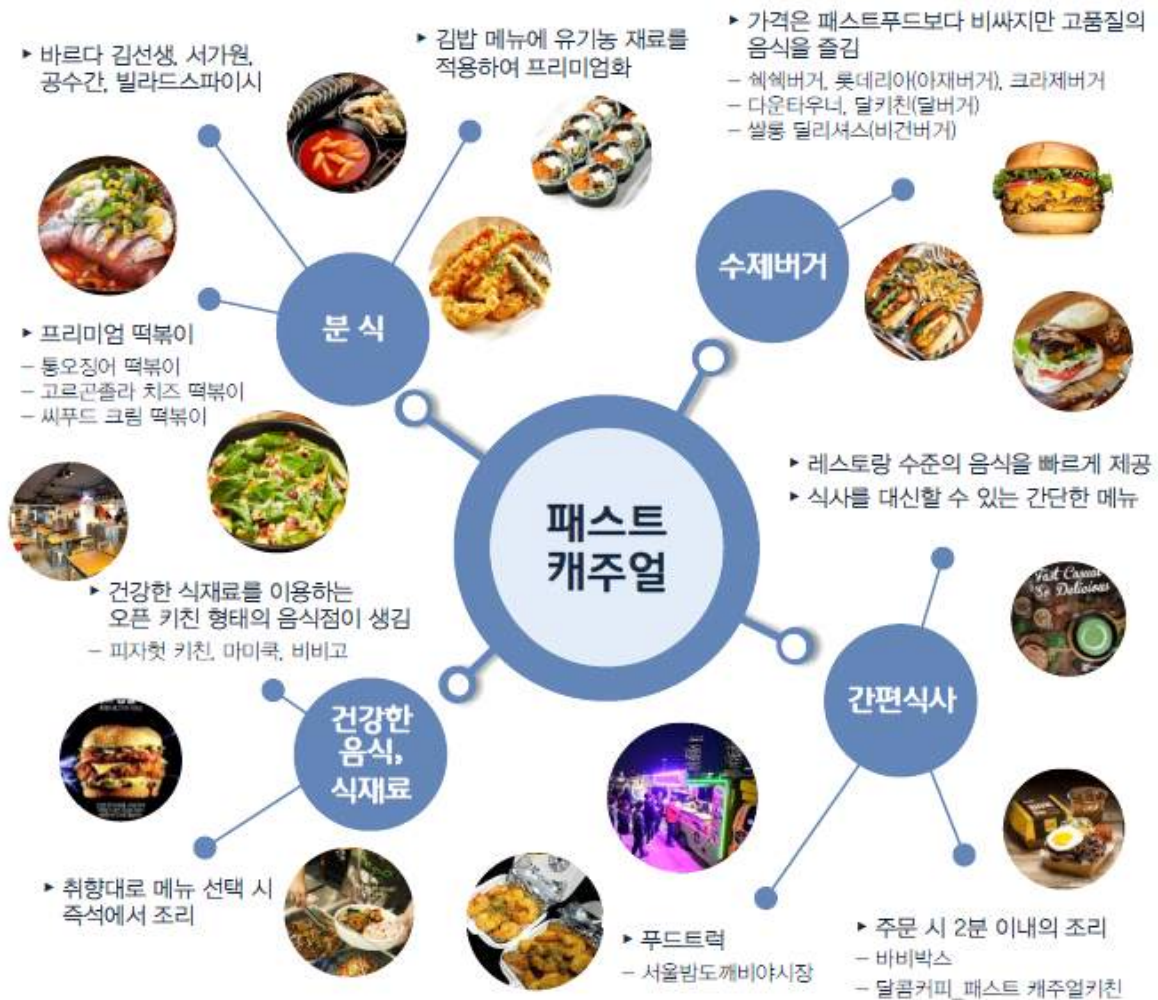 ▸ 바르다 김선생, 서가원,
공수간, 빌라드스파이시
▸ 김밥 메뉴에 유기농 재료를
적용하여 프리미엄화
▸ 가격은 패스트푸드보다 비싸지만 고품질의
음식을 즐김
– 쉑쉑버거, 롯데리아(아재버거), 크라제버거
– 다운타우너, 달키친(달버거)
– 쌀롱 딜리셔스(비건버거)
분 식
수제버거
▸ 프리미엄 떡볶이
– 통오징어 떡볶이
– 고르곤졸라 치즈 떡볶이
– 씨푸드 크림 떡볶이
패스트
캐주얼
▸ 레스토랑 수준의 음식을 빠르게 제공
▸ 식사를 대신할 수 있는 간단한 메뉴
Fast Casual
So Delicious
▸ 건강한 식재료를 이용하는
오픈 키친 형태의 음식점이 생김
– 피자헛 키친, 마미쿡, 비비고
건강한
음식,
식재료
간편식사
▸ 취향대로 메뉴 선택 시
즉석에서 조리
▸ 푸드트럭
– 서울밤도깨비야시장
▸ 주문 시 2분 이내의 조리
– 바비박스
– 달콤커피_패스트 캐주얼키친